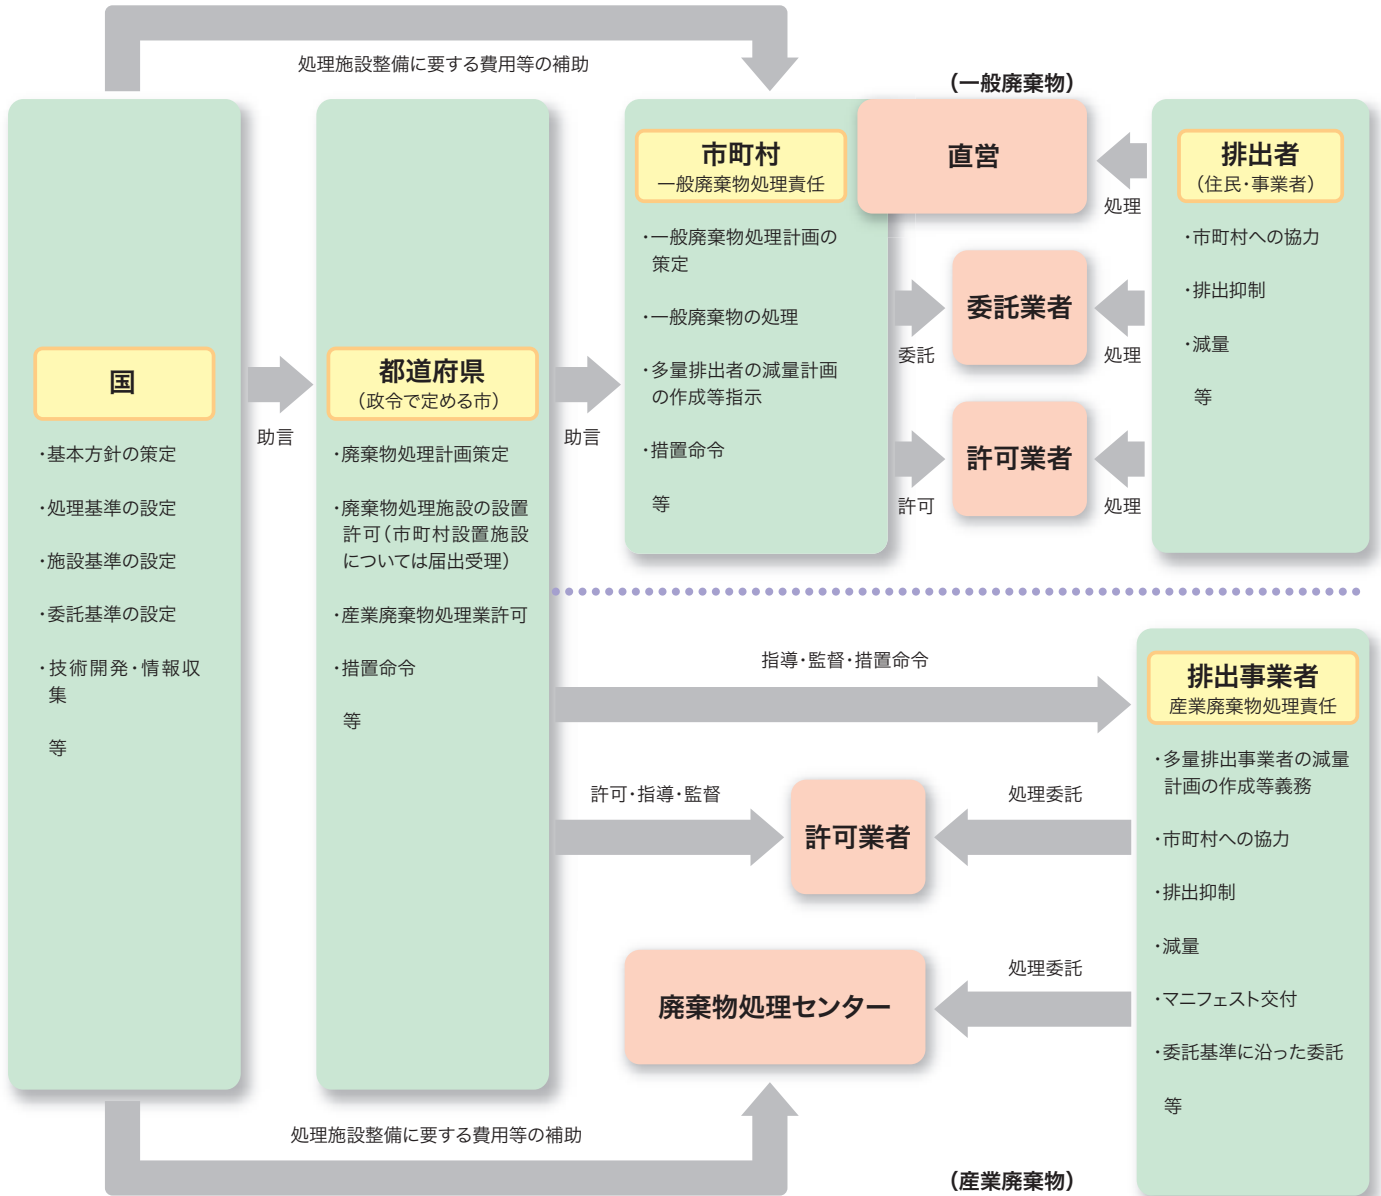 処理施設整備に要する費用等の補助
(一般廃棄物)
国
・基本方針の策定
・処理基準の設定
・施設基準の設定
・委託基準の設定
・技術開発・情報収
集
等
助言
都道府県
(政令で定める市)
・廃棄物処理計画策定
・廃棄物処理施設の設置
許可(市町村設置施設
については届出受理)
・産業廃棄物処理業許可
・措置命令
等
助言
市町村
一般廃棄物処理責任
・一般廃棄物処理計画の
策定
・一般廃棄物の処理
・多量排出者の減量計画
の作成等指示
・措置命令
等
直営
処理
委託
委託業者
処理
許可
許可業者
処理
排出者
(住民・事業者)
・市町村への協力
・排出抑制
・減量
等
指導・監督・措置命令
許可・指導・監督
許可業者
処理委託
廃棄物処理センター
処理委託
排出事業者
産業廃棄物処理責任
・多量排出事業者の減量
計画の作成等義務
・市町村への協力
・排出抑制
・減量
・マニフェスト交付
・委託基準に沿った委託
等
処理施設整備に要する費用等の補助
(産業廃棄物)